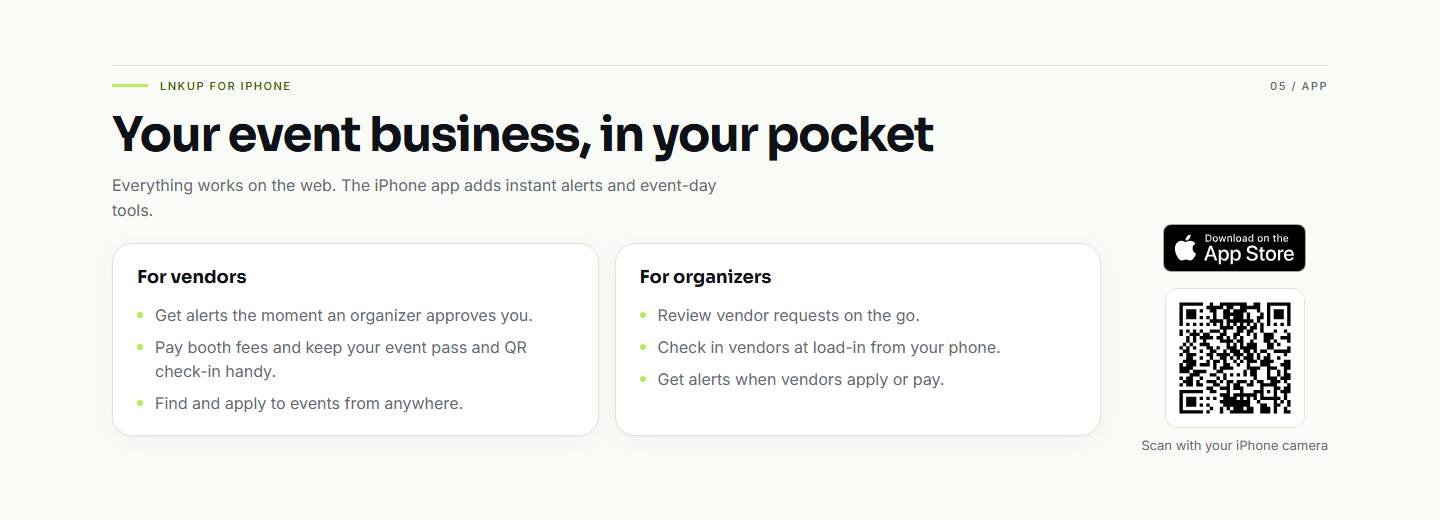 LNKUP FOR IPHONE
05 / APP
Your event business, in your pocket
Everything works on the web. The iPhone app adds instant alerts and event-day
tools.
For vendors
Get alerts the moment an organizer approves you.
Pay booth fees and keep your event pass and QR
check-in handy.
Find and apply to events from anywhere.
For organizers
Review vendor requests on the go.
Check in vendors at load-in from your phone.
Get alerts when vendors apply or pay.
Download on the
App Store
Scan with your iPhone camera